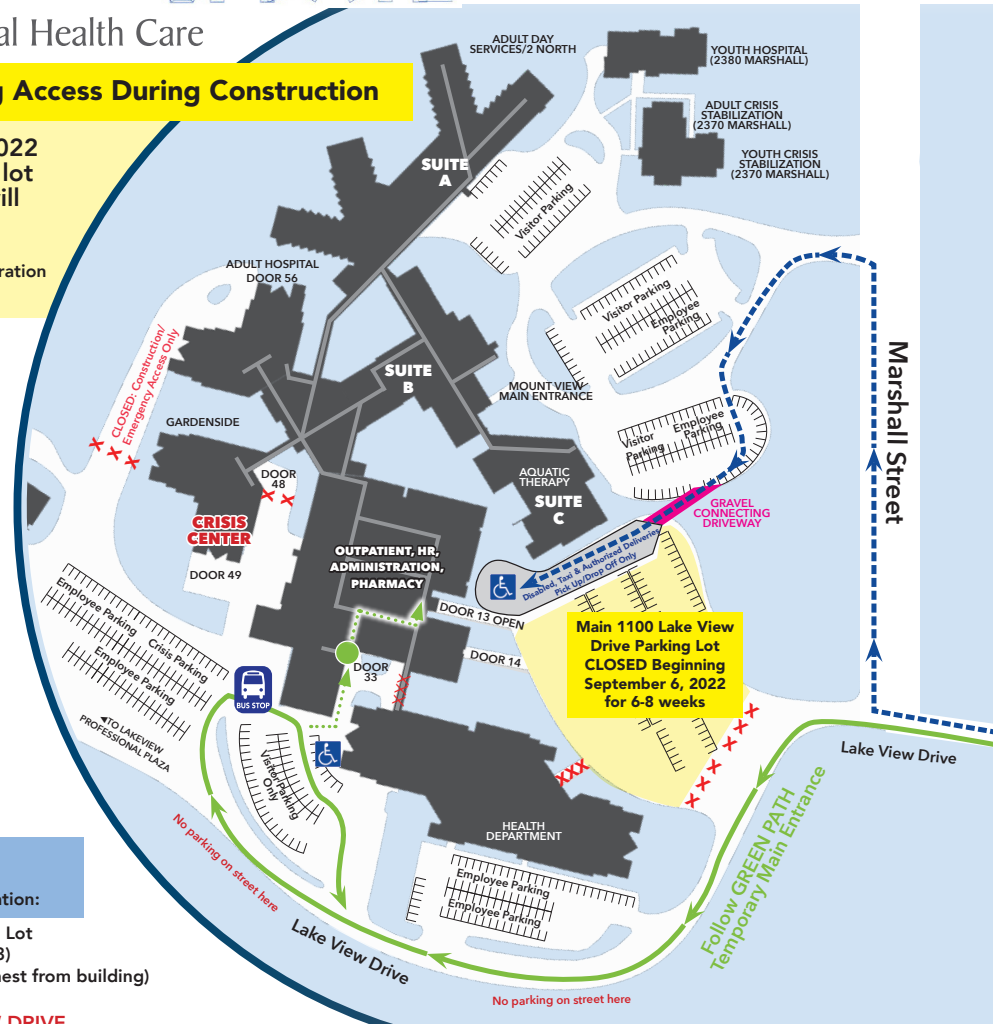 al Health Care
g Access During Construction
2022
lot
ill
ration
ADULT DAY
SERVICES/2 NORTH
YOUTH HOSPITAL
(2380 MARSHALL)
ADULT CRISIS
STABILIZATION
(2370 MARSHALL)
YOUTH CRISIS
STABILIZATION
(2370 MARSHALL)
SUITE
A
Visitor Parking
ADULT HOSPITAL
DOOR 56
Visitor Parking
Employee
Parking
CLOSED: Construction/
Emergency Access Only
SUITE
B
MOUNT VIEW
MAIN ENTRANCE
Marshall Street
GARDENSIDE
Visitor
Parking
Employee
Parking
DOOR
48
AQUATIC
THERAPY
SUITE
C
GRAVEL
CONNECTING
DRIVEWAY
CRISIS
CENTER
OUTPATIENT, HR,
ADMINISTRATION,
PHARMACY
Disabled, Taxi & Authorized Deliveries
Pick Up/Drop Off Only
DOOR 49
DOOR 13 OPEN
Employee Parking
Crisis Parking
Employee Parking
DOOR 14
DOOR
33
Main 1100 Lake View
Drive Parking Lot
CLOSED Beginning
September 6, 2022
for 6-8 weeks
BUS STOP
◄TO LAKEVIEW
PROFESSIONAL PLAZA
Visitor Parking
Only
Lake View Drive
HEALTH
DEPARTMENT
Follow GREEN PATH
Temporary Main Entrance
No parking on street here
Employee Parking
Employee Parking
Lake View Drive
No parking on street here
ation:
Lot
3)
hest from building)
DRIVE